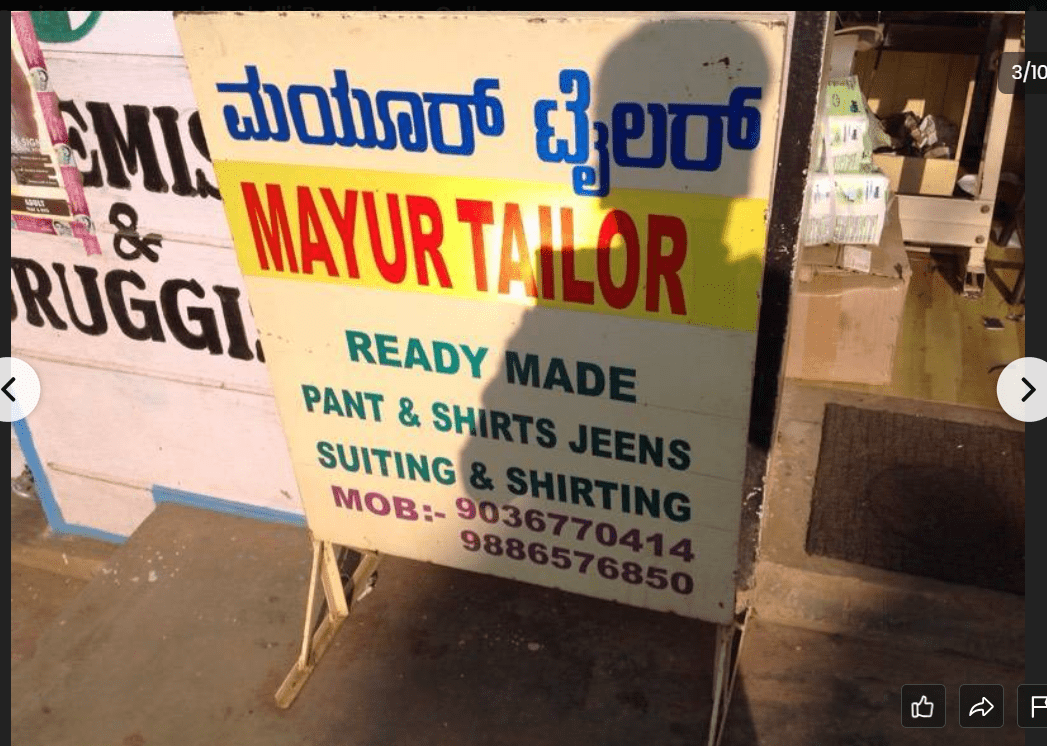 ಮಯೂರ್ ಟೈಲರ್
MAYUR TAILOR
READY MADE
PANT & SHIRTS JEENS
SUITING & SHIRTING
MOB:- 9036770414
9886576850
EMIS
&
RUGGI
3/10